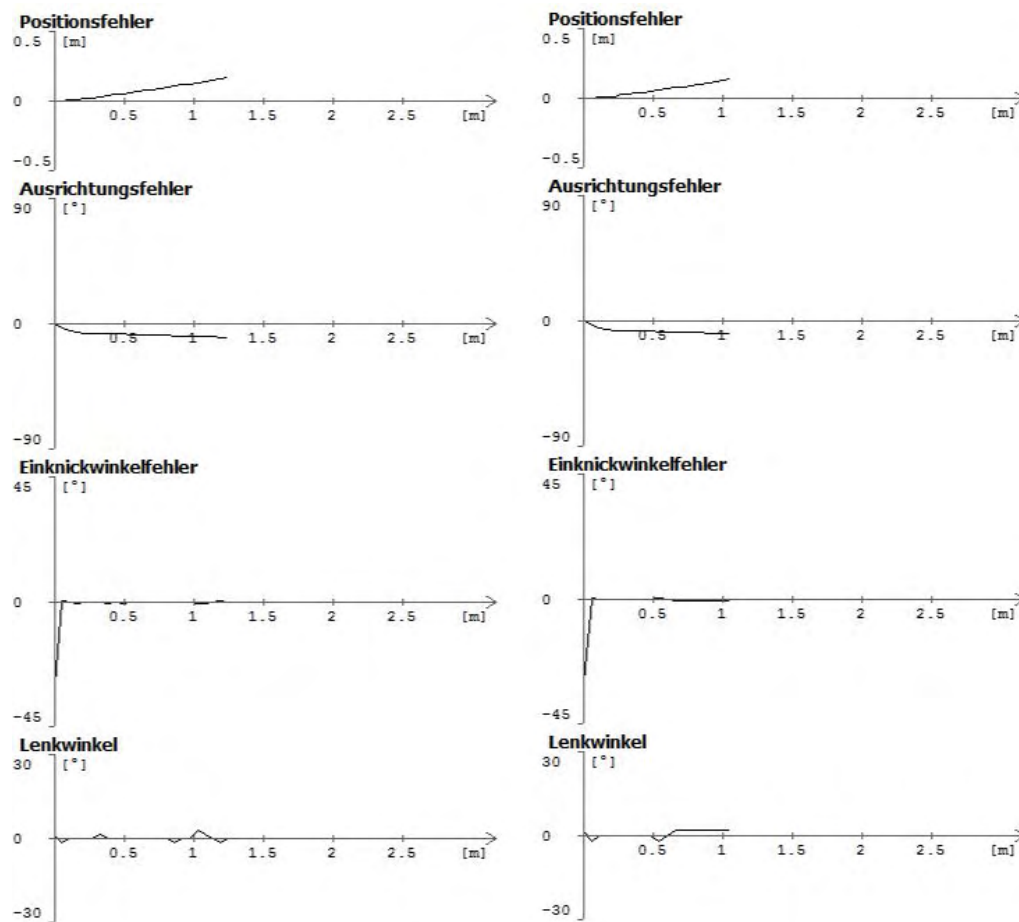 Positionsfehler
0.5 [m]
0
0.5 1 1.5 2 2.5 [m]
-0.5
Ausrichtungsfehler
90 [°]
0
0.5 1 1.5 2 2.5 [m]
-90
Einknickwinkelfehler
45 [°]
0
0.5 1 1.5 2 2.5 [m]
-45
Lenkwinkel
30 [°]
0
0.5 1 1.5 2 2.5 [m]
-30
Positionsfehler
0.5 [m]
0
0.5 1 1.5 2 2.5 [m]
-0.5
Ausrichtungsfehler
90 [°]
0
0.5 1 1.5 2 2.5 [m]
-90
Einknickwinkelfehler
45 [°]
0
0.5 1 1.5 2 2.5 [m]
-45
Lenkwinkel
30 [°]
0
0.5 1 1.5 2 2.5 [m]
-30